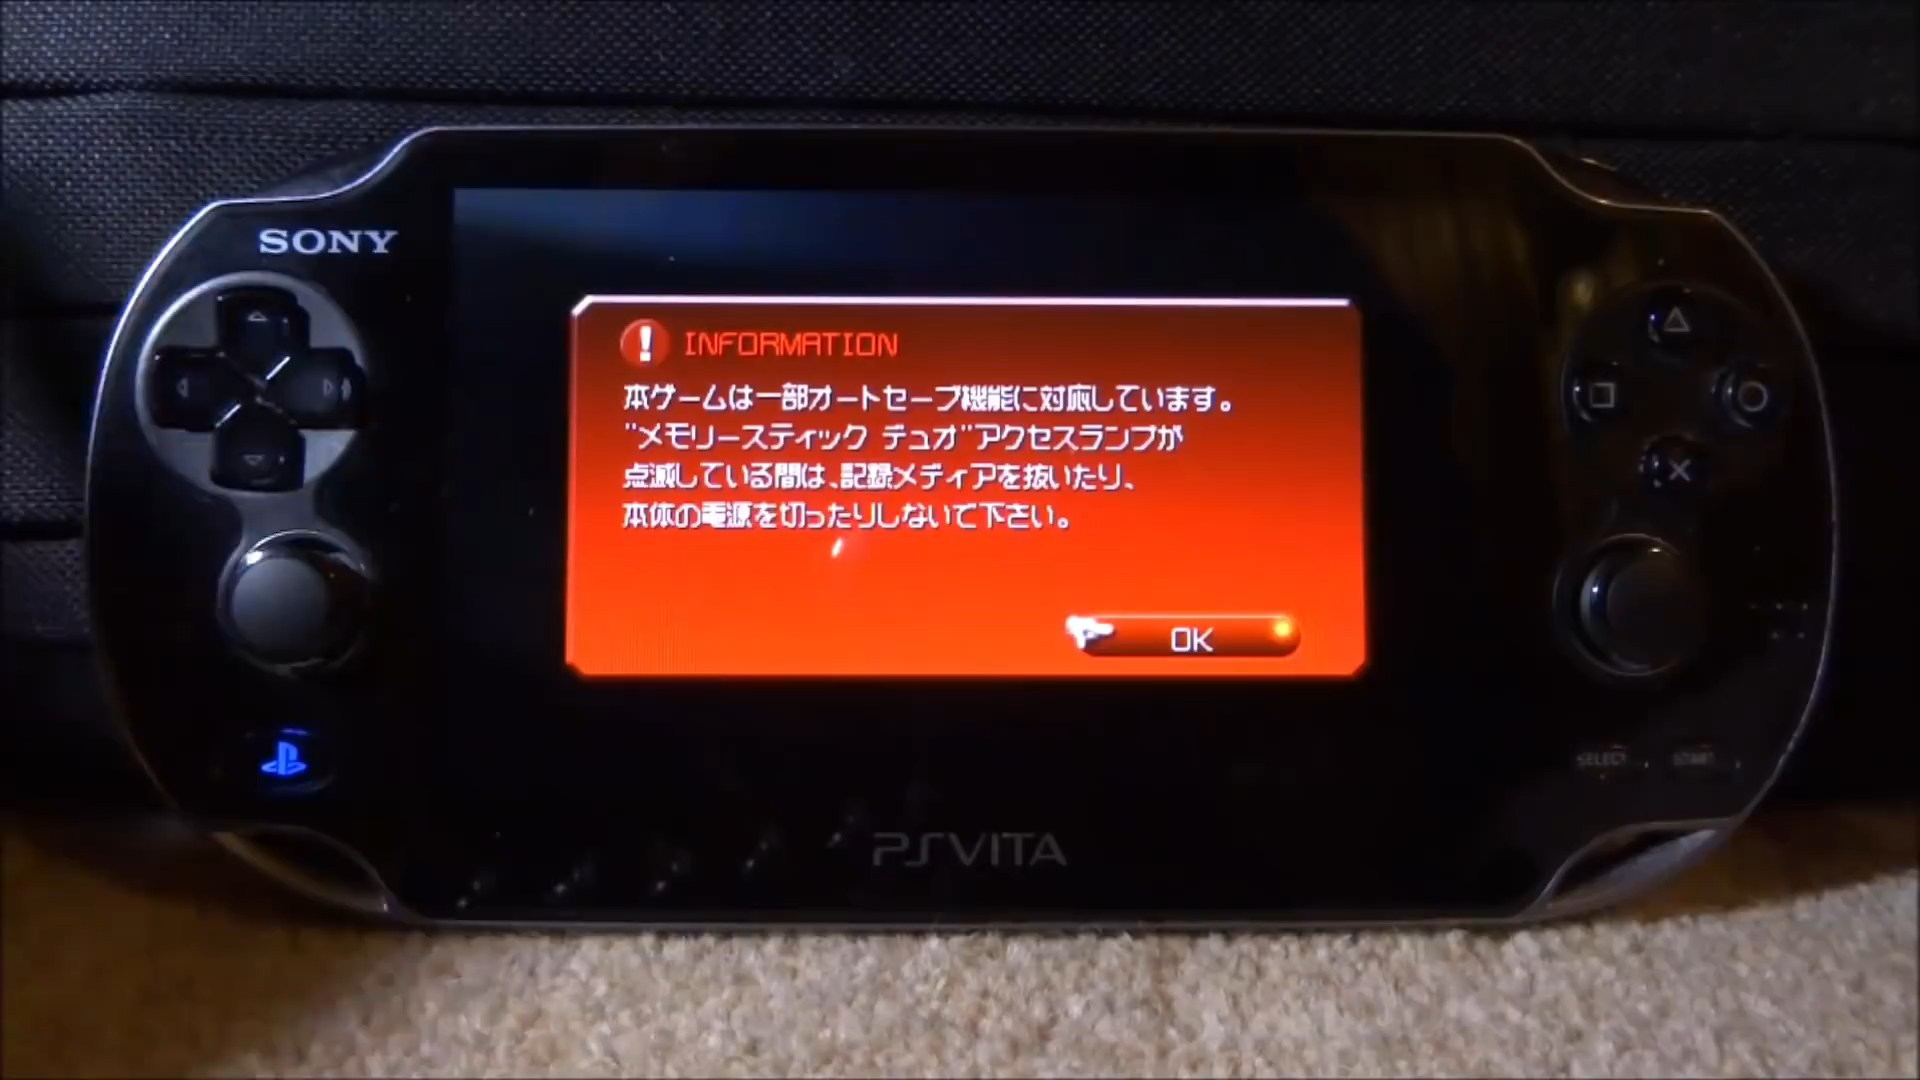 SONY
INFORMATION
本ゲームは一部オートセーブ機能に対応しています。
"メモリースティック デュオ"アクセスランプが
点滅している間は、記録メディアを抜いたり、
本体の電源を切ったりしないで下さい。
OK
SELECT
START
PSVITA